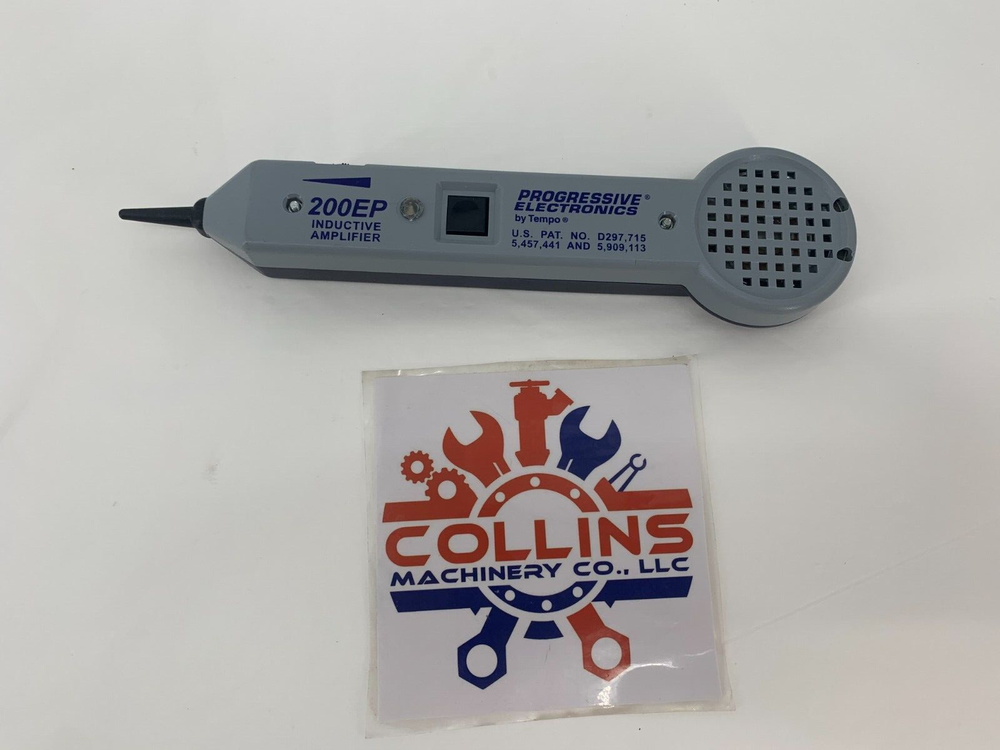 200EP
INDUCTIVE
AMPLIFIER
PROGRESSIVE®
ELECTRONICS
by Tempo®
U.S. PAT. NO. D297,715
5,457,441 AND 5,909,113
COLLINS
MACHINERY CO., LLC